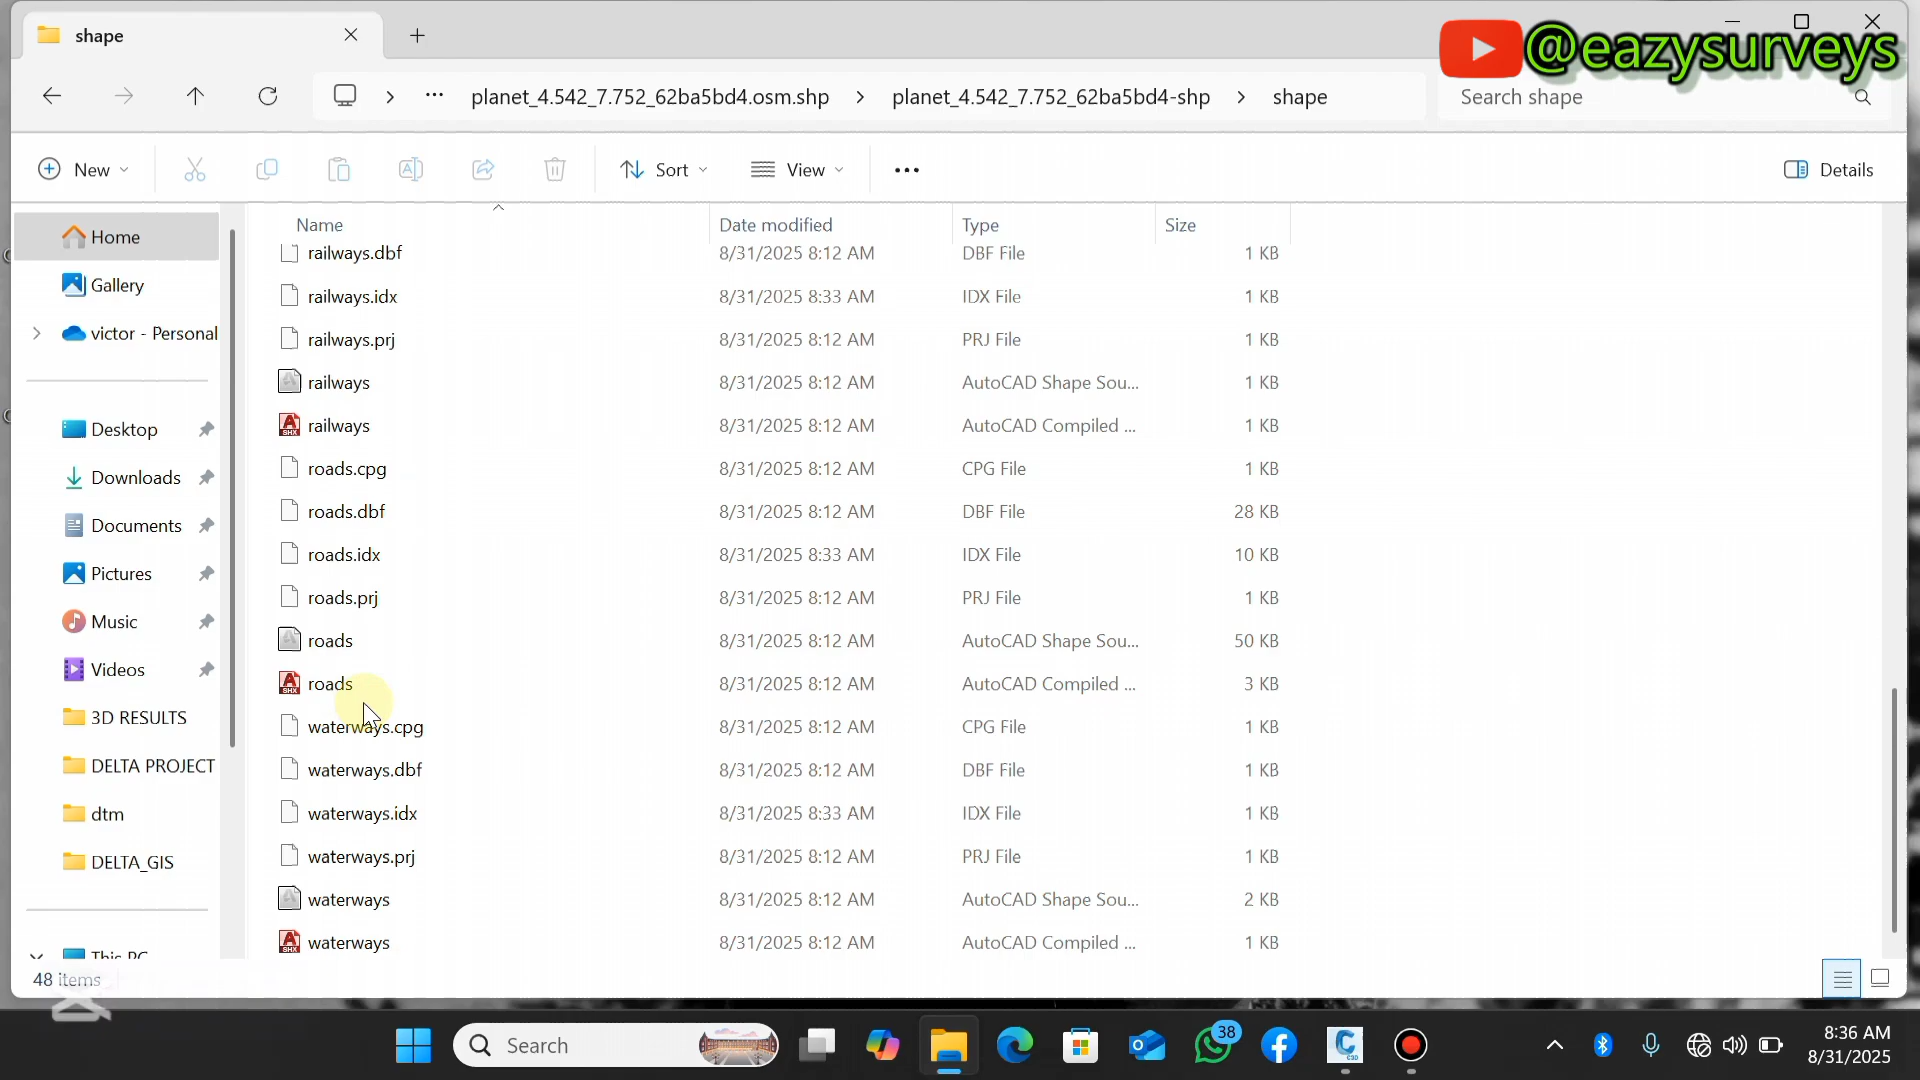 shape
@eazysurveys
planet_4.542_7.752_62ba5bd4.osm.shp
planet_4.542_7.752_62ba5bd4-shp
shape
Search shape
New
Sort
View
Details
Name
Date modified
Type
Size
Home
Gallery
victor - Personal
Desktop
Downloads
Documents
Pictures
Music
Videos
3D RESULTS
DELTA PROJECT
dtm
DELTA_GIS
This PC
railways.dbf 8/31/2025 8:12 AM DBF File 1 KB
railways.idx 8/31/2025 8:33 AM IDX File 1 KB
railways.prj 8/31/2025 8:12 AM PRJ File 1 KB
railways 8/31/2025 8:12 AM AutoCAD Shape Sou... 1 KB
railways 8/31/2025 8:12 AM AutoCAD Compiled ... 1 KB
roads.cpg 8/31/2025 8:12 AM CPG File 1 KB
roads.dbf 8/31/2025 8:12 AM DBF File 28 KB
roads.idx 8/31/2025 8:33 AM IDX File 10 KB
roads.prj 8/31/2025 8:12 AM PRJ File 1 KB
roads 8/31/2025 8:12 AM AutoCAD Shape Sou... 50 KB
roads 8/31/2025 8:12 AM AutoCAD Compiled ... 3 KB
waterways.cpg 8/31/2025 8:12 AM CPG File 1 KB
waterways.dbf 8/31/2025 8:12 AM DBF File 1 KB
waterways.idx 8/31/2025 8:33 AM IDX File 1 KB
waterways.prj 8/31/2025 8:12 AM PRJ File 1 KB
waterways 8/31/2025 8:12 AM AutoCAD Shape Sou... 2 KB
waterways 8/31/2025 8:12 AM AutoCAD Compiled ... 1 KB
48 items
Search
38
8:36 AM
8/31/2025